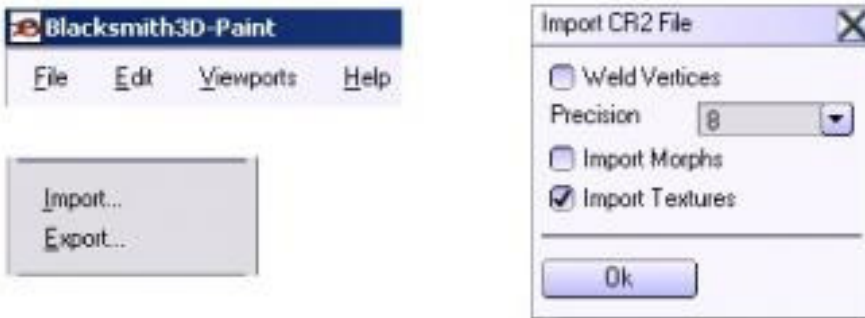 Blacksmith3D-Paint
File Edit Viewports Help
Import...
Export...
Import CR2 File
Weld Vertices
Precision 8
Import Morphs
Import Textures
Ok